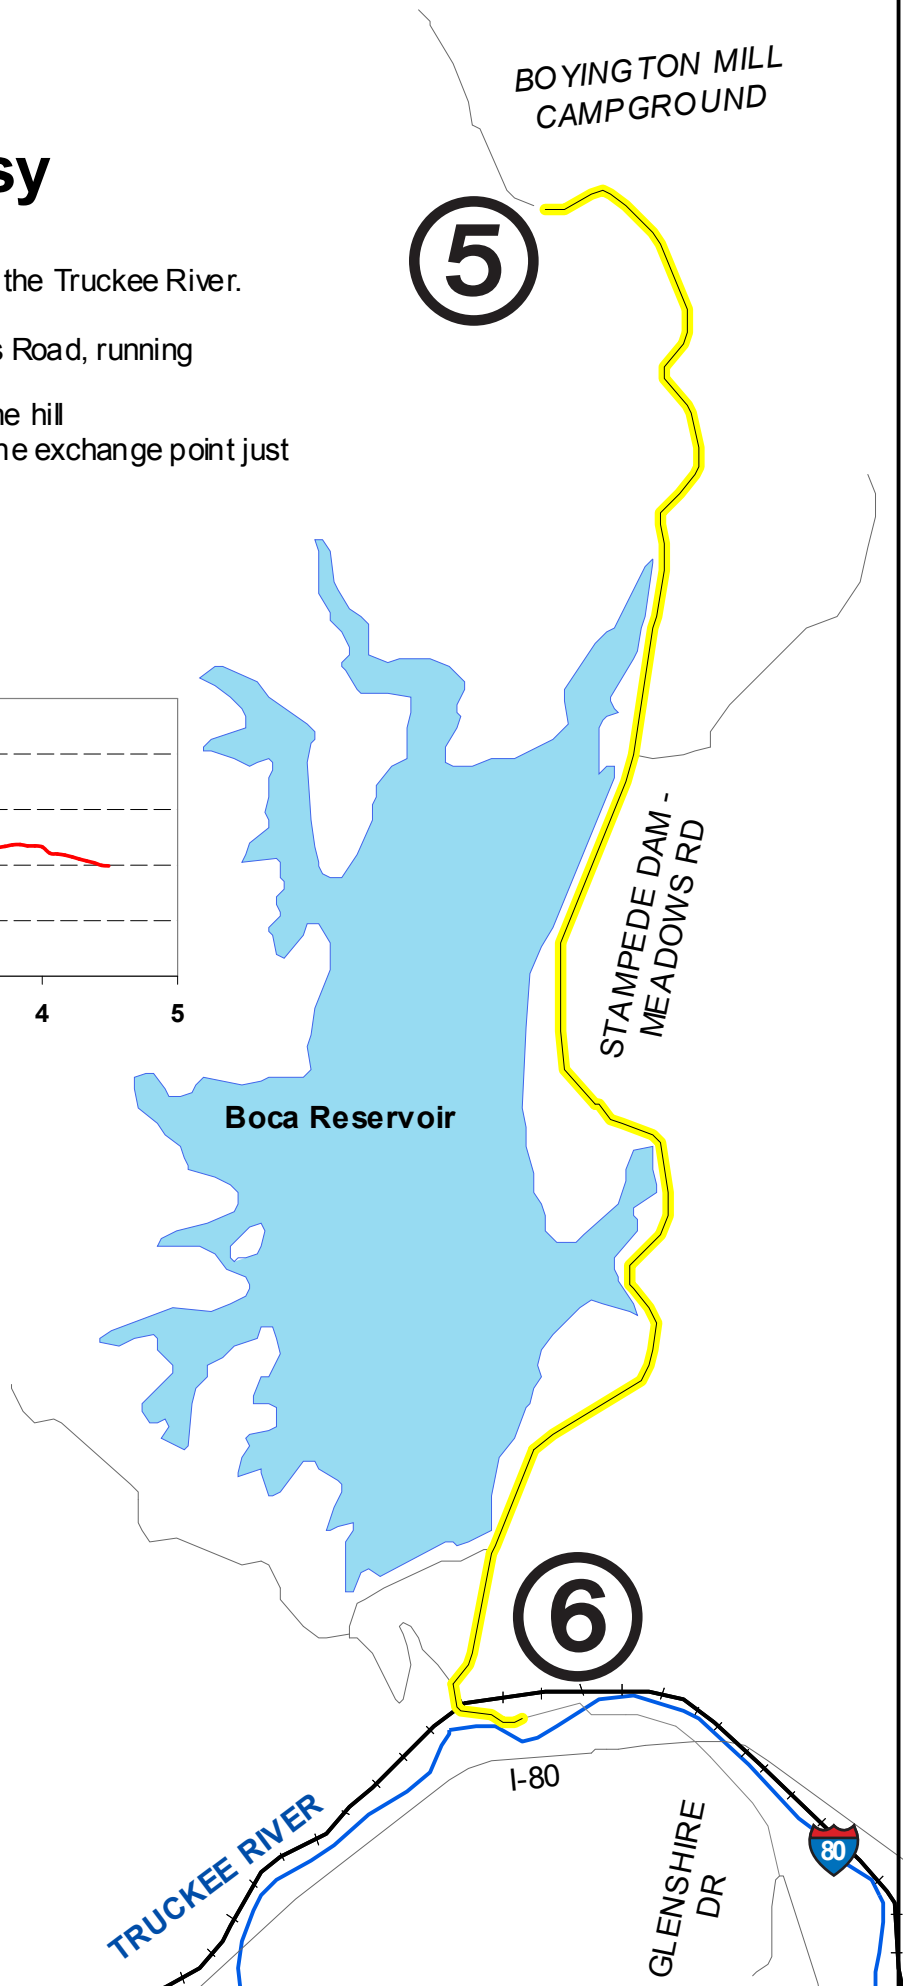 BOYINGTON MILL
CAMPGROUND
sy
5
the Truckee River.
s Road, running
he hill
he exchange point just
STAMPEDE DAM -
MEADOWS RD
4
5
Boca Reservoir
6
I-80
TRUCKEE RIVER
GLENSHIRE
DR
80